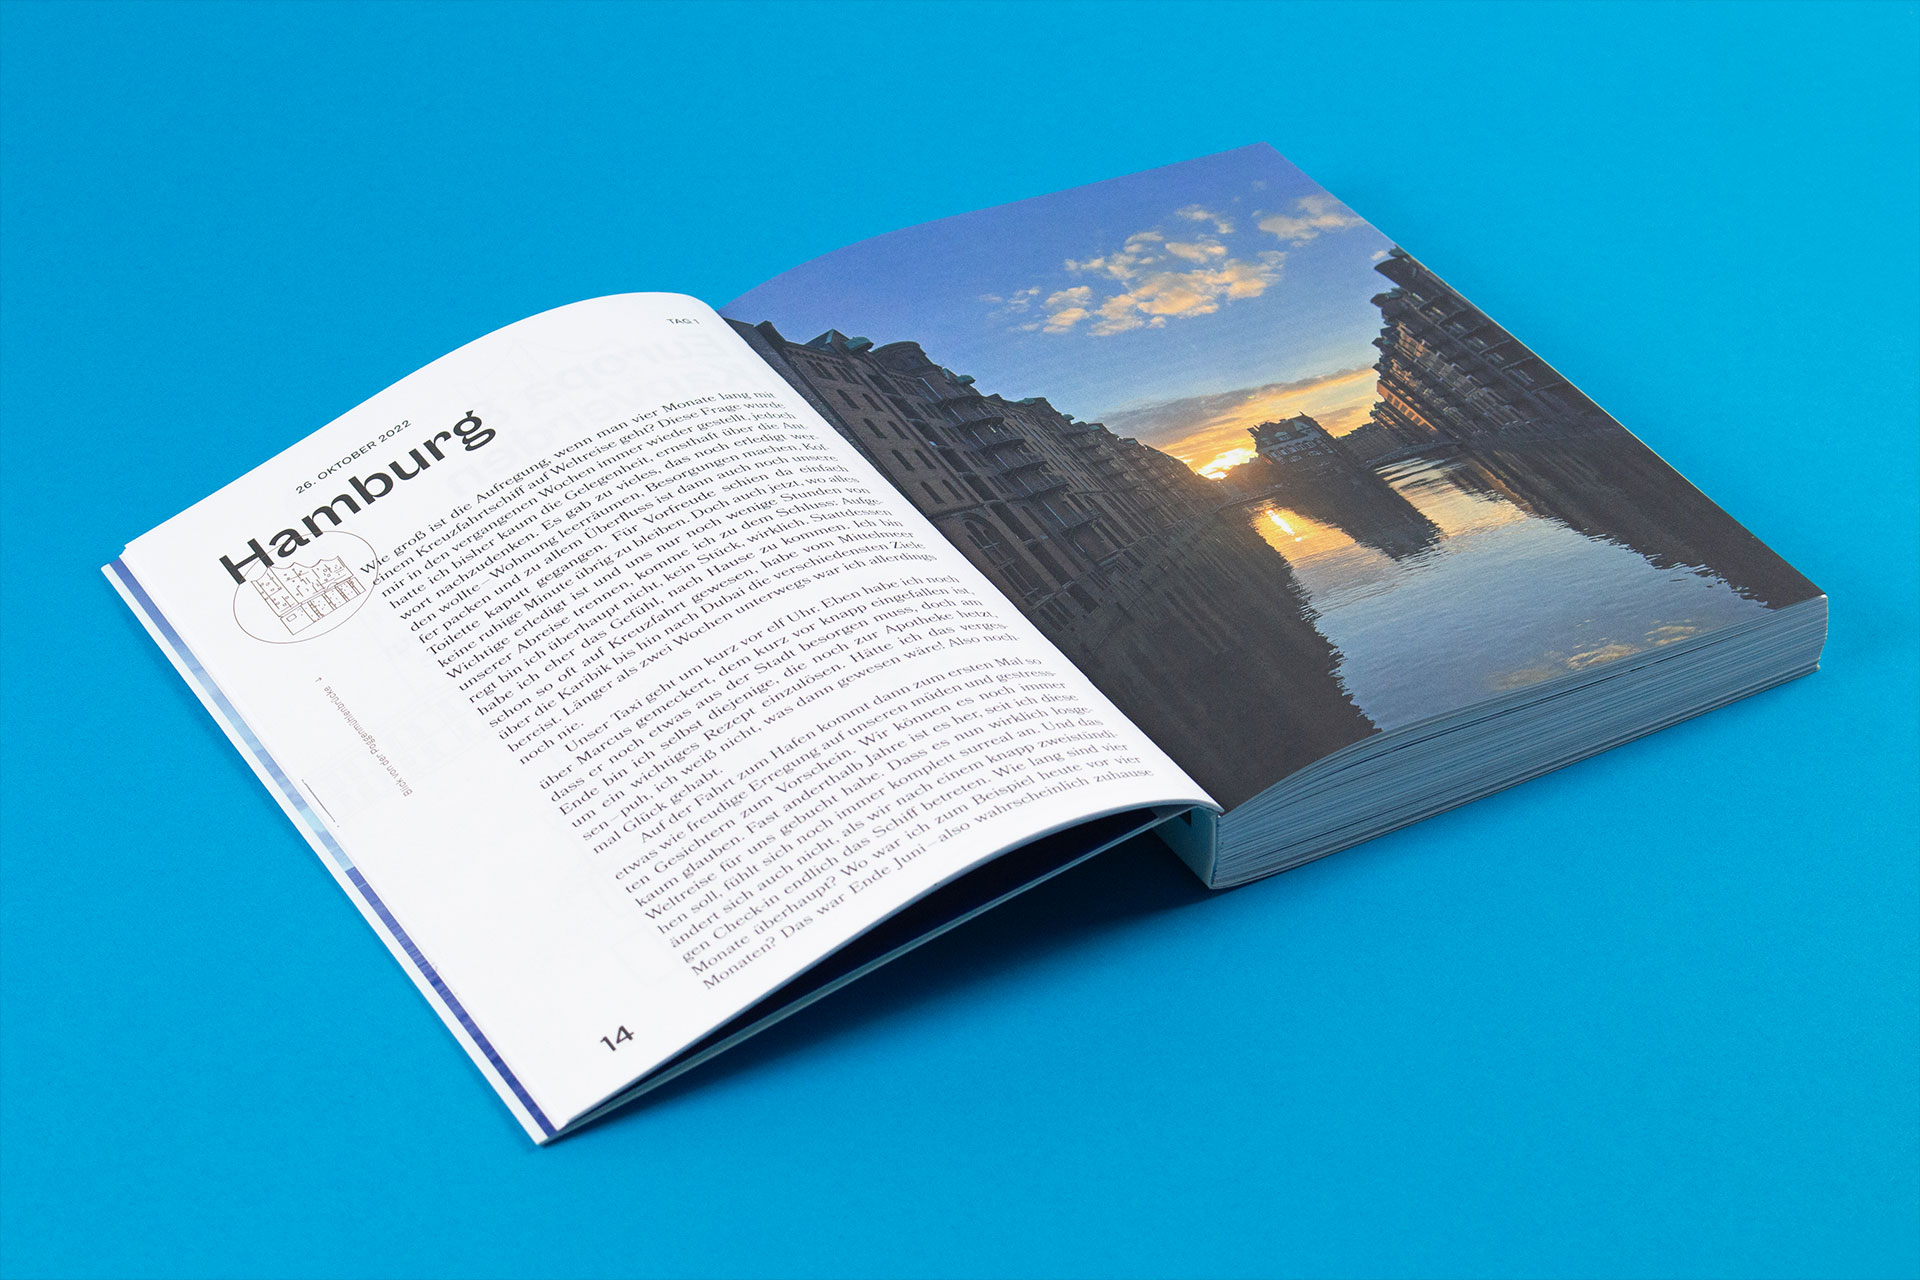 TAG 1
26. OKTOBER 2022
Hamburg
Wie groß ist die Aufregung, wenn man vier Monate lang mit
einem Kreuzfahrtschiff auf Weltreise geht? Diese Frage wurde
mir in den vergangenen Wochen immer wieder gestellt, jedoch
hatte ich bisher kaum die Gelegenheit, ernsthaft über die Ant-
wort nachzudenken. Es gab zu vieles, das noch erledigt wer-
den wollte – Wohnung leerräumen, Besorgungen machen, Kof-
fer packen und zu allem Überfluss ist dann auch noch unsere
Toilette kaputt gegangen. Für Vorfreude schien da einfach
keine ruhige Minute übrig zu bleiben. Doch auch jetzt, wo alles
Wichtige erledigt ist und uns nur noch wenige Stunden von
unserer Abreise trennen, komme ich zu dem Schluss: Aufge-
regt bin ich überhaupt nicht, kein Stück, wirklich. Stattdessen
habe ich eher das Gefühl, nach Hause zu kommen. Ich bin
schon so oft auf Kreuzfahrt gewesen, habe vom Mittelmeer
über die Karibik bis hin nach Dubai die verschiedensten Ziele
bereist. Länger als zwei Wochen unterwegs war ich allerdings
noch nie.
Unser Taxi geht um kurz vor elf Uhr. Eben habe ich noch
über Marcus gemeckert, dem kurz vor knapp eingefallen ist,
dass er noch etwas aus der Stadt besorgen muss, doch am
Ende bin ich selbst diejenige, die noch zur Apotheke hetzt,
um ein wichtiges Rezept einzulösen. Hätte ich das verges-
sen – puh, ich weiß nicht, was dann gewesen wäre! Also noch-
mal Glück gehabt.
Auf der Fahrt zum Hafen kommt dann zum ersten Mal so
etwas wie freudige Erregung auf unseren müden und gestress-
ten Gesichtern zum Vorschein. Wir können es noch immer
kaum glauben. Fast anderthalb Jahre ist es her, seit ich diese
Weltreise für uns gebucht habe. Dass es nun wirklich losge-
hen soll, fühlt sich noch immer komplett surreal an. Und das
ändert sich auch nicht, als wir nach einem knapp zweistündi-
gen Check-in endlich das Schiff betreten. Wie lang sind vier
Monate überhaupt? Wo war ich zum Beispiel heute vor vier
Monaten? Das war Ende Juni – also wahrscheinlich zuhause
Blick von der Poggenmühlenbrücke
14